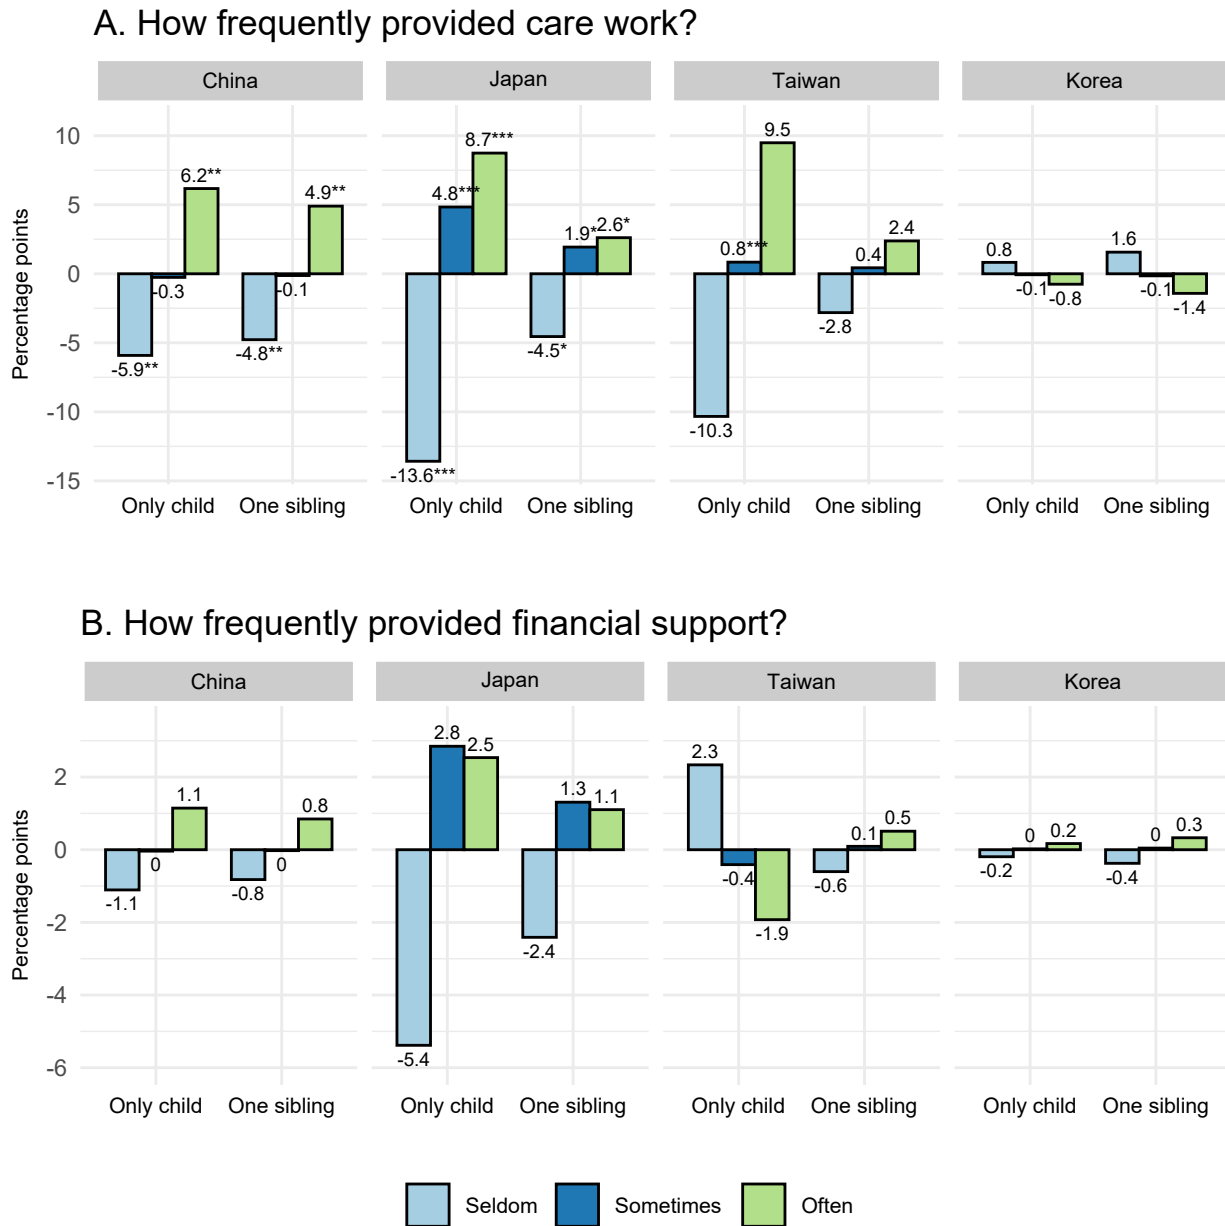 A. How frequently provided care work?
China Japan Taiwan Korea
Percentage points
10
5
0
-5
-10
-15
-5.9** -0.3 6.2** -4.8** -0.1 4.9**
-13.6*** 4.8*** 8.7*** -4.5* 1.9* 2.6*
-10.3 0.8*** 9.5 -2.8 0.4 2.4
0.8 -0.1 -0.8 1.6 -0.1 -1.4
Only child One sibling Only child One sibling Only child One sibling Only child One sibling
B. How frequently provided financial support?
China Japan Taiwan Korea
Percentage points
2
0
-2
-4
-6
-1.1 0 1.1 -0.8 0 0.8
-5.4 2.8 2.5 -2.4 1.3 1.1
2.3 -0.4 -1.9 -0.6 0.1 0.5
-0.2 0 0.2 -0.4 0 0.3
Only child One sibling Only child One sibling Only child One sibling Only child One sibling
Seldom Sometimes Often